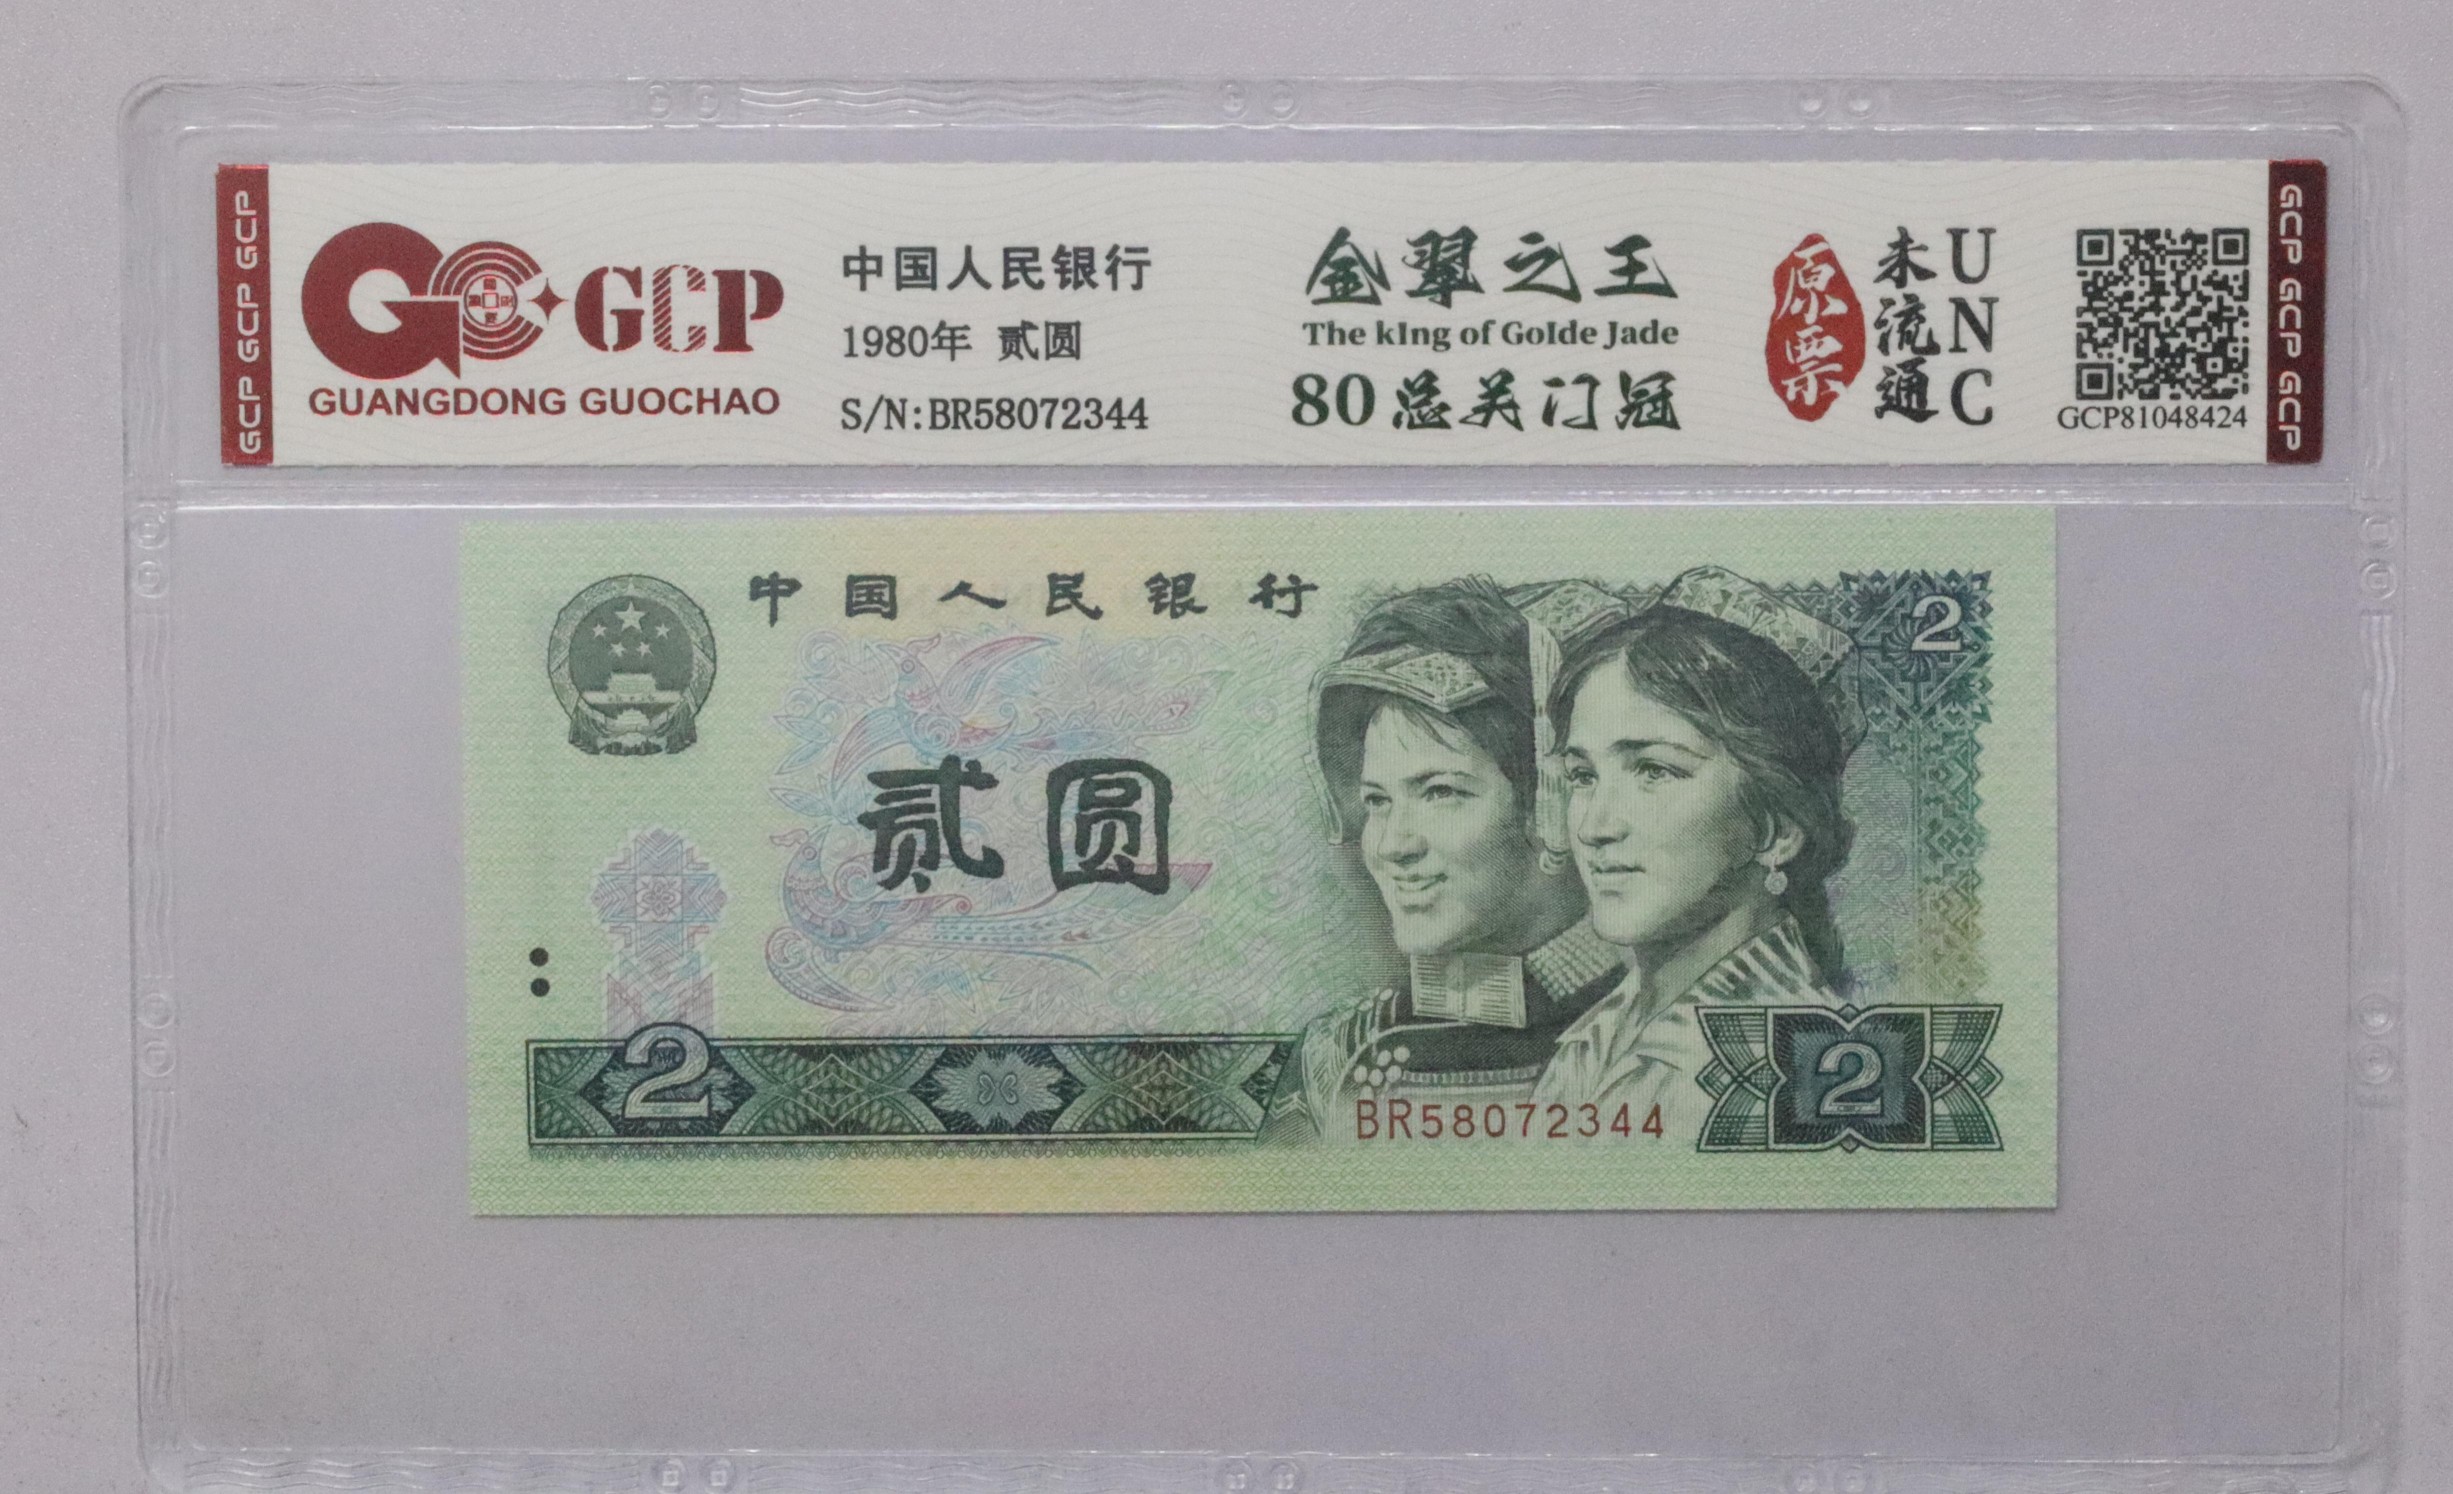 GCP GCP GCP
GCP
GUANGDONG GUOCHAO
中国人民银行
1980年 贰圆
S/N:BR58072344
金翠之王
The kIng of Golde Jade
80总关门冠
原票
未流通
UNC
GCP81048424
GCP GCP GCP
中国人民银行
2
贰圆
2
BR58072344
2